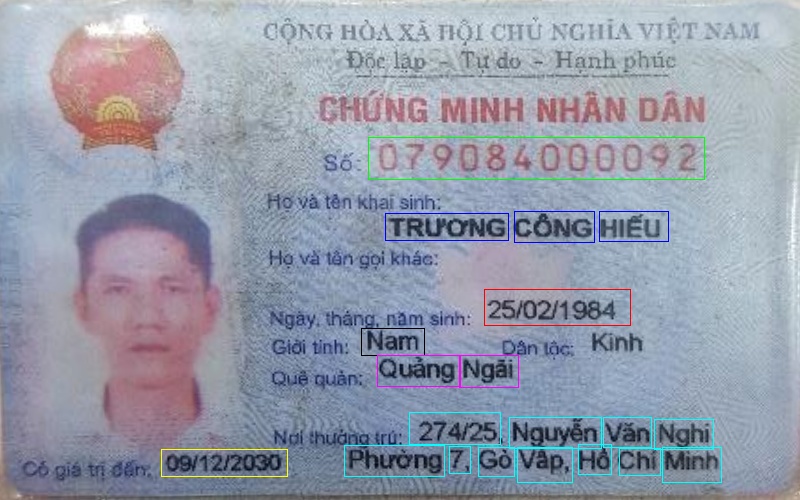 CỘNG HÒA XÃ HỘI CHỦ NGHĨA VIỆT NAM
Độc lập - Tự do - Hạnh phúc
CHỨNG MINH NHÂN DÂN
Số: 079084000092
Họ và tên khai sinh:
TRƯƠNG CÔNG HIẾU
Họ và tên gọi khác:
Ngày, tháng, năm sinh: 25/02/1984
Giới tính: Nam Dân tộc: Kinh
Quê quán: Quảng Ngãi
Nơi thường trú: 274/25, Nguyễn Văn Nghi
Phường 7, Gò Vấp, Hồ Chí Minh
Có giá trị đến: 09/12/2030